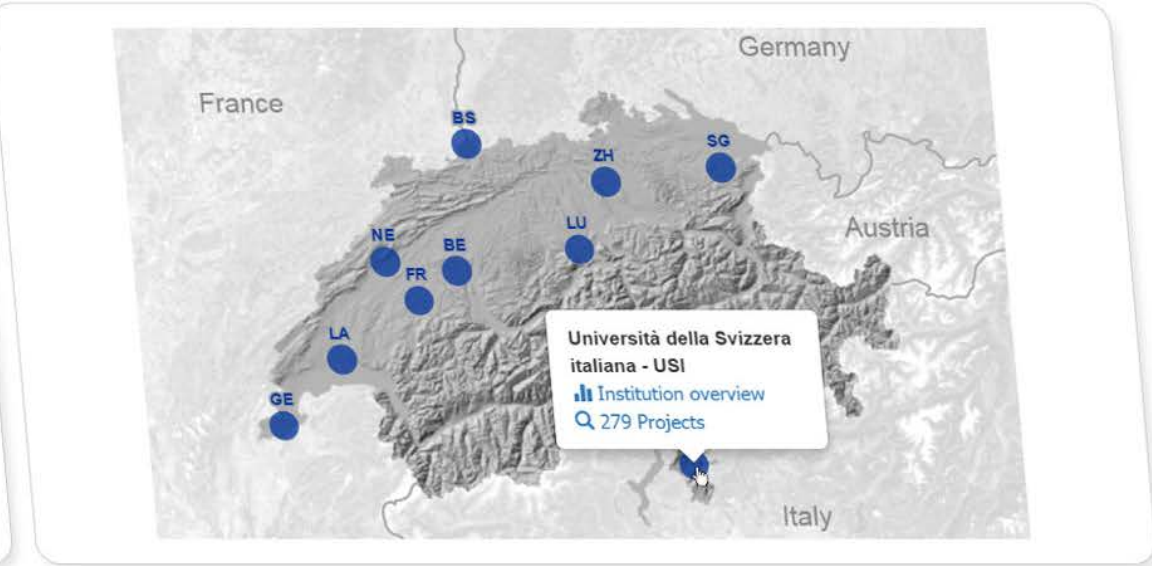 Germany
France
BS
SG
ZH
LU
Austria
NE
BE
FR
LA
GE
Università della Svizzera
italiana - USI
Institution overview
279 Projects
Italy